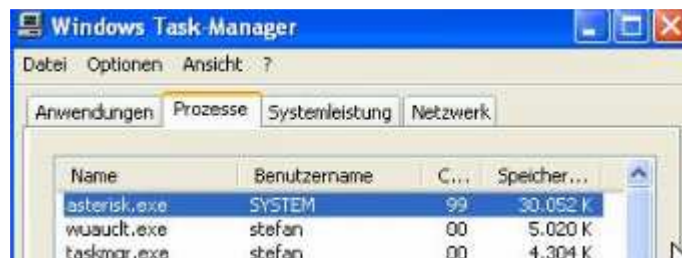 Windows Task-Manager
Datei Optionen Ansicht ?
Anwendungen Prozesse Systemleistung Netzwerk
Name Benutzername C... Speicher...
asterisk.exe SYSTEM 99 30.052 K
wuauclt.exe stefan 00 5.020 K
taskmgr.exe stefan 00 4.304 K